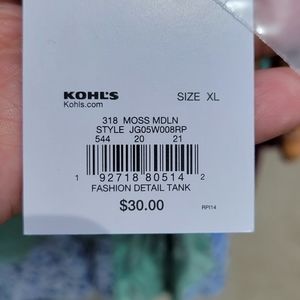 KOHL'S
Kohls.com
SIZE XL
318 MOSS MDLN
STYLE JG05W008RP
544 20 21
1 92718 80514 2
FASHION DETAIL TANK
$30.00
RPI14